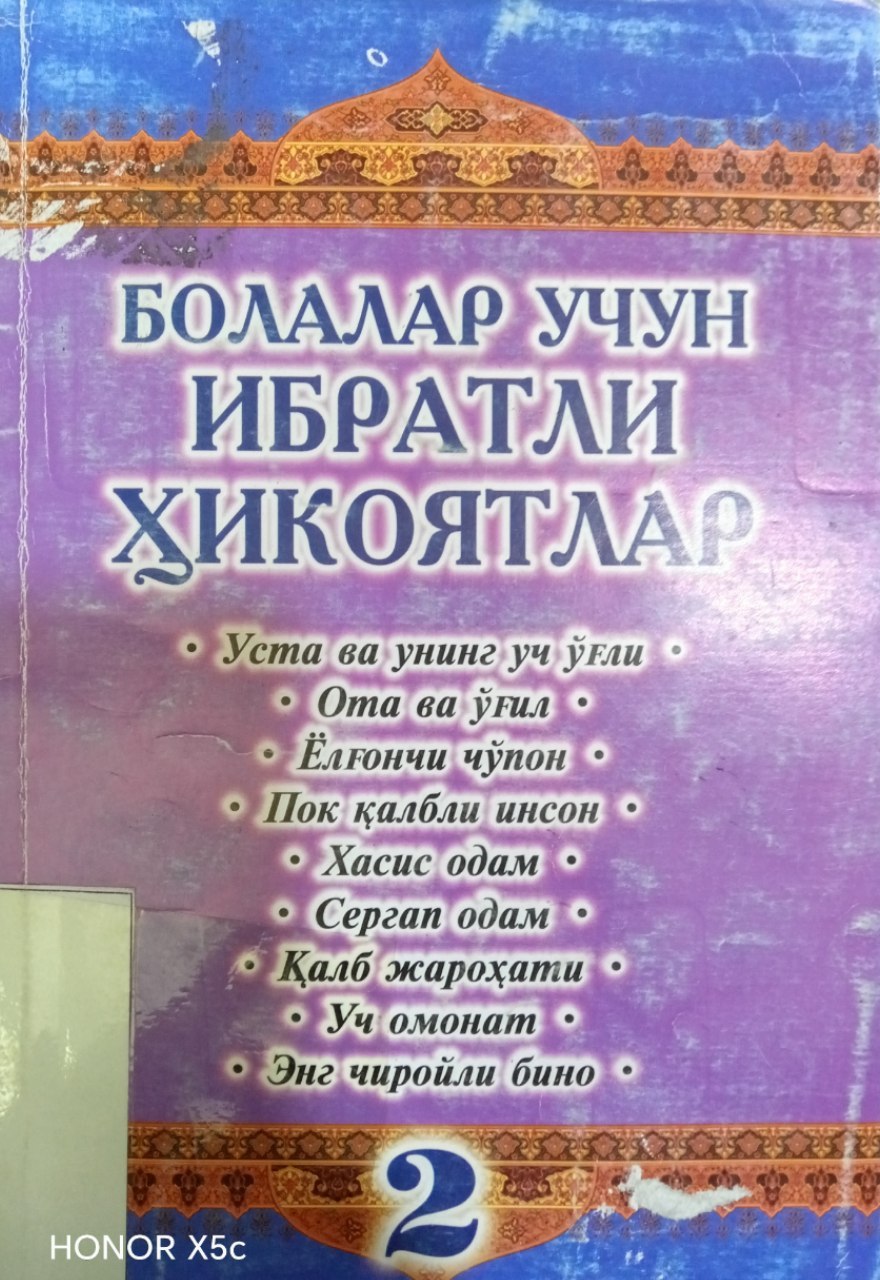 БОЛАЛАР УЧУН
ИБРАТЛИ
ҲИКОЯТЛАР
• Уста ва унинг уч ўғли •
• Ота ва ўғил •
• Ёлғончи чўпон •
• Пок қалбли инсон •
• Хасис одам •
• Сергап одам •
• Қалб жароҳати •
• Уч омонат •
• Энг чиройли бино •
2
HONOR X5c